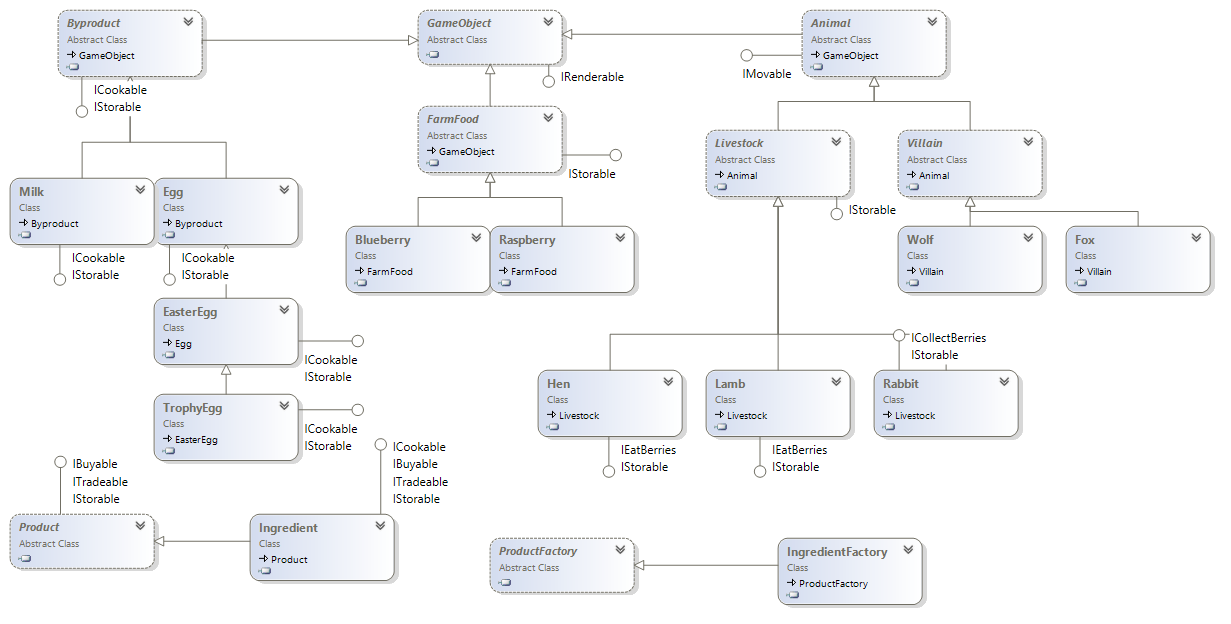 Byproduct
Abstract Class
GameObject
ICookable
IStorable
GameObject
Abstract Class
IRenderable
Animal
Abstract Class
GameObject
IMovable
FarmFood
Abstract Class
GameObject
IStorable
Livestock
Abstract Class
Animal
IStorable
Villain
Abstract Class
Animal
Milk
Class
Byproduct
ICookable
IStorable
Egg
Class
Byproduct
ICookable
IStorable
Blueberry
Class
FarmFood
Raspberry
Class
FarmFood
Wolf
Class
Villain
Fox
Class
Villain
EasterEgg
Class
Egg
ICookable
IStorable
ICollectBerries
IStorable
Hen
Class
Livestock
IEatBerries
IStorable
Lamb
Class
Livestock
IEatBerries
IStorable
Rabbit
Class
Livestock
TrophyEgg
Class
EasterEgg
ICookable
IStorable
IBuyable
ITradeable
IStorable
ICookable
IBuyable
ITradeable
IStorable
Product
Abstract Class
Ingredient
Class
Product
ProductFactory
Abstract Class
IngredientFactory
Class
ProductFactory